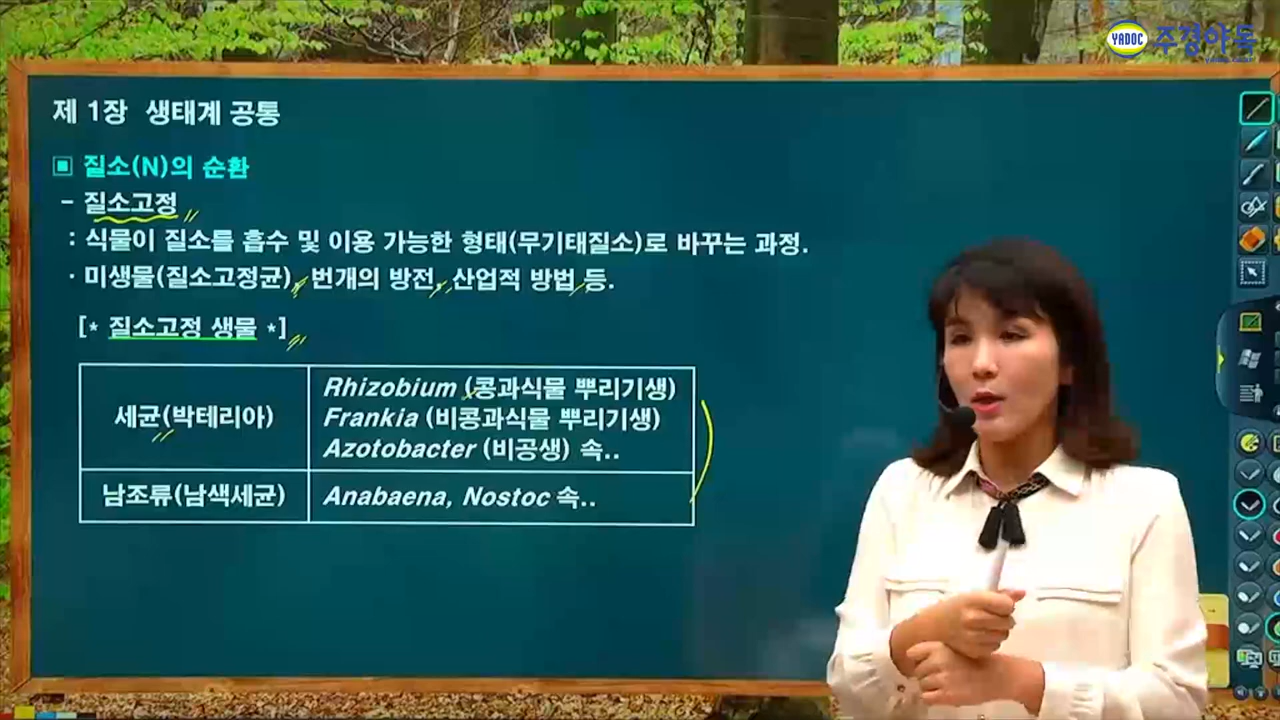 YADOC 주경야독
제 1장 생태계 공통
▣ 질소(N)의 순환
- 질소고정
: 식물이 질소를 흡수 및 이용 가능한 형태(무기태질소)로 바꾸는 과정.
· 미생물(질소고정균), 번개의 방전, 산업적 방법 등.
[* 질소고정 생물 *]
세균(박테리아)
Rhizobium (콩과식물 뿌리기생)
Frankia (비콩과식물 뿌리기생)
Azotobacter (비공생) 속..
남조류(남색세균)
Anabaena, Nostoc 속..